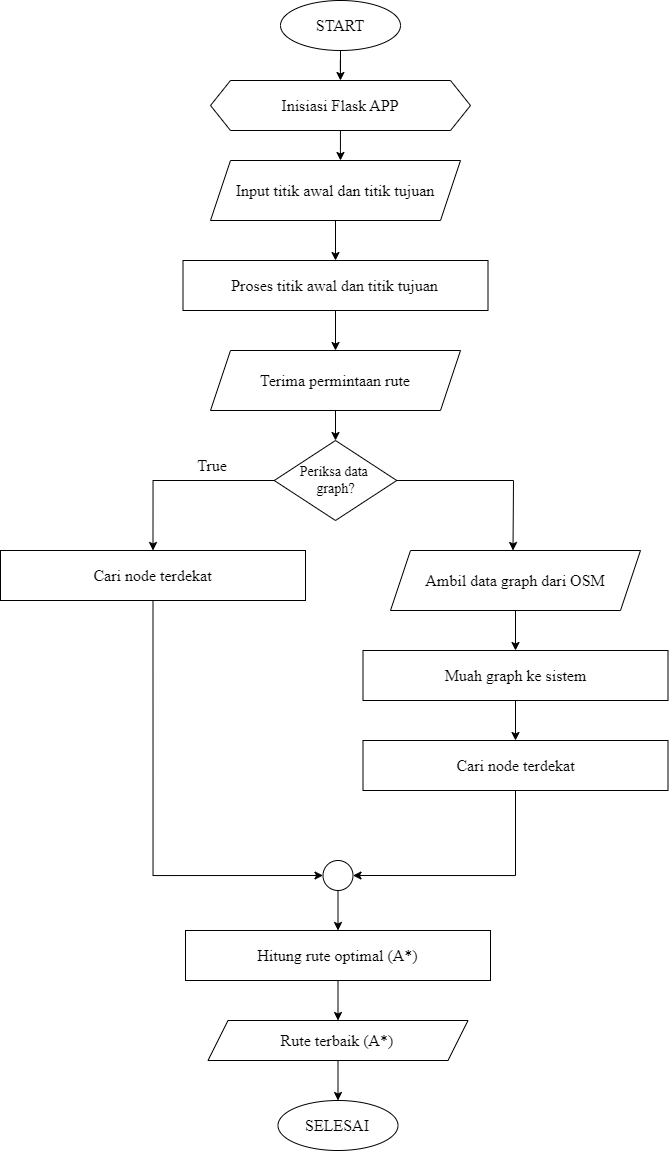 START
Inisiasi Flask APP
Input titik awal dan titik tujuan
Proses titik awal dan titik tujuan
Terima permintaan rute
Periksa data
graph?
True
Cari node terdekat
Ambil data graph dari OSM
Muah graph ke sistem
Cari node terdekat
Hitung rute optimal (A*)
Rute terbaik (A*)
SELESAI